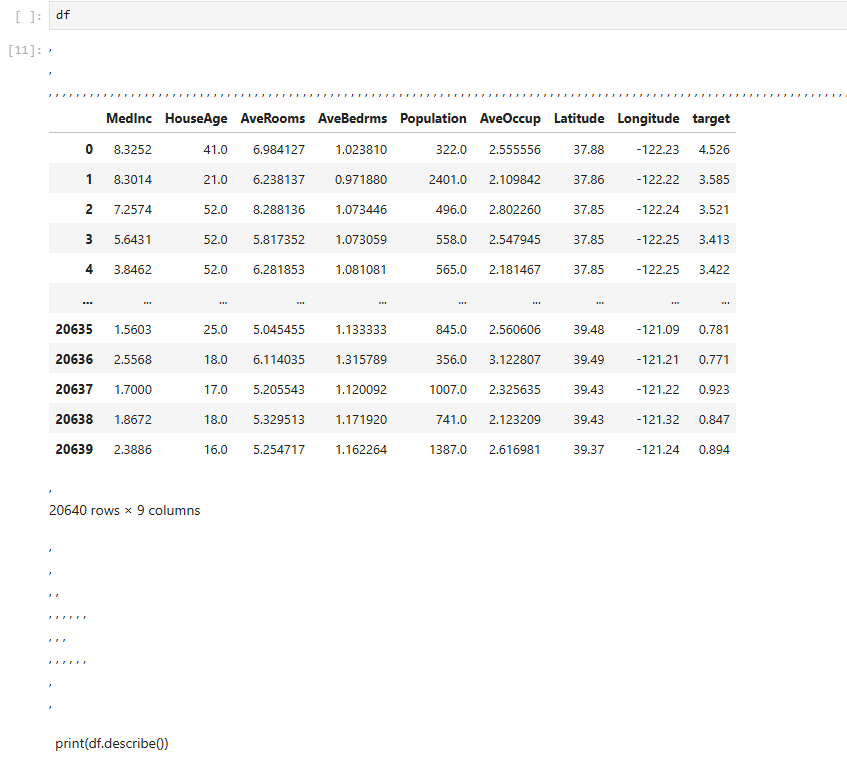 [ ]: df
[11]: ,
,
, , , , , , , , , , , , , , , , , , , , , , , , , , , , , , , , , , , , , , , , , , , , , , , , , , , , , , , , , , , , , , , , , , , , , , , , , , , , , , , , , , , , , , , , , , , , , , , , , , , , , , , , , , , , , , , , , , , ,
MedInc HouseAge AveRooms AveBedrms Population AveOccup Latitude Longitude target
0 8.3252 41.0 6.984127 1.023810 322.0 2.555556 37.88 -122.23 4.526
1 8.3014 21.0 6.238137 0.971880 2401.0 2.109842 37.86 -122.22 3.585
2 7.2574 52.0 8.288136 1.073446 496.0 2.802260 37.85 -122.24 3.521
3 5.6431 52.0 5.817352 1.073059 558.0 2.547945 37.85 -122.25 3.413
4 3.8462 52.0 6.281853 1.081081 565.0 2.181467 37.85 -122.25 3.422
... ... ... ... ... ... ... ... ... ...
20635 1.5603 25.0 5.045455 1.133333 845.0 2.560606 39.48 -121.09 0.781
20636 2.5568 18.0 6.114035 1.315789 356.0 3.122807 39.49 -121.21 0.771
20637 1.7000 17.0 5.205543 1.120092 1007.0 2.325635 39.43 -121.22 0.923
20638 1.8672 18.0 5.329513 1.171920 741.0 2.123209 39.43 -121.32 0.847
20639 2.3886 16.0 5.254717 1.162264 1387.0 2.616981 39.37 -121.24 0.894
,
20640 rows × 9 columns
,
,
, ,
, , , , , ,
, , ,
, , , , , ,
,
,
print(df.describe())